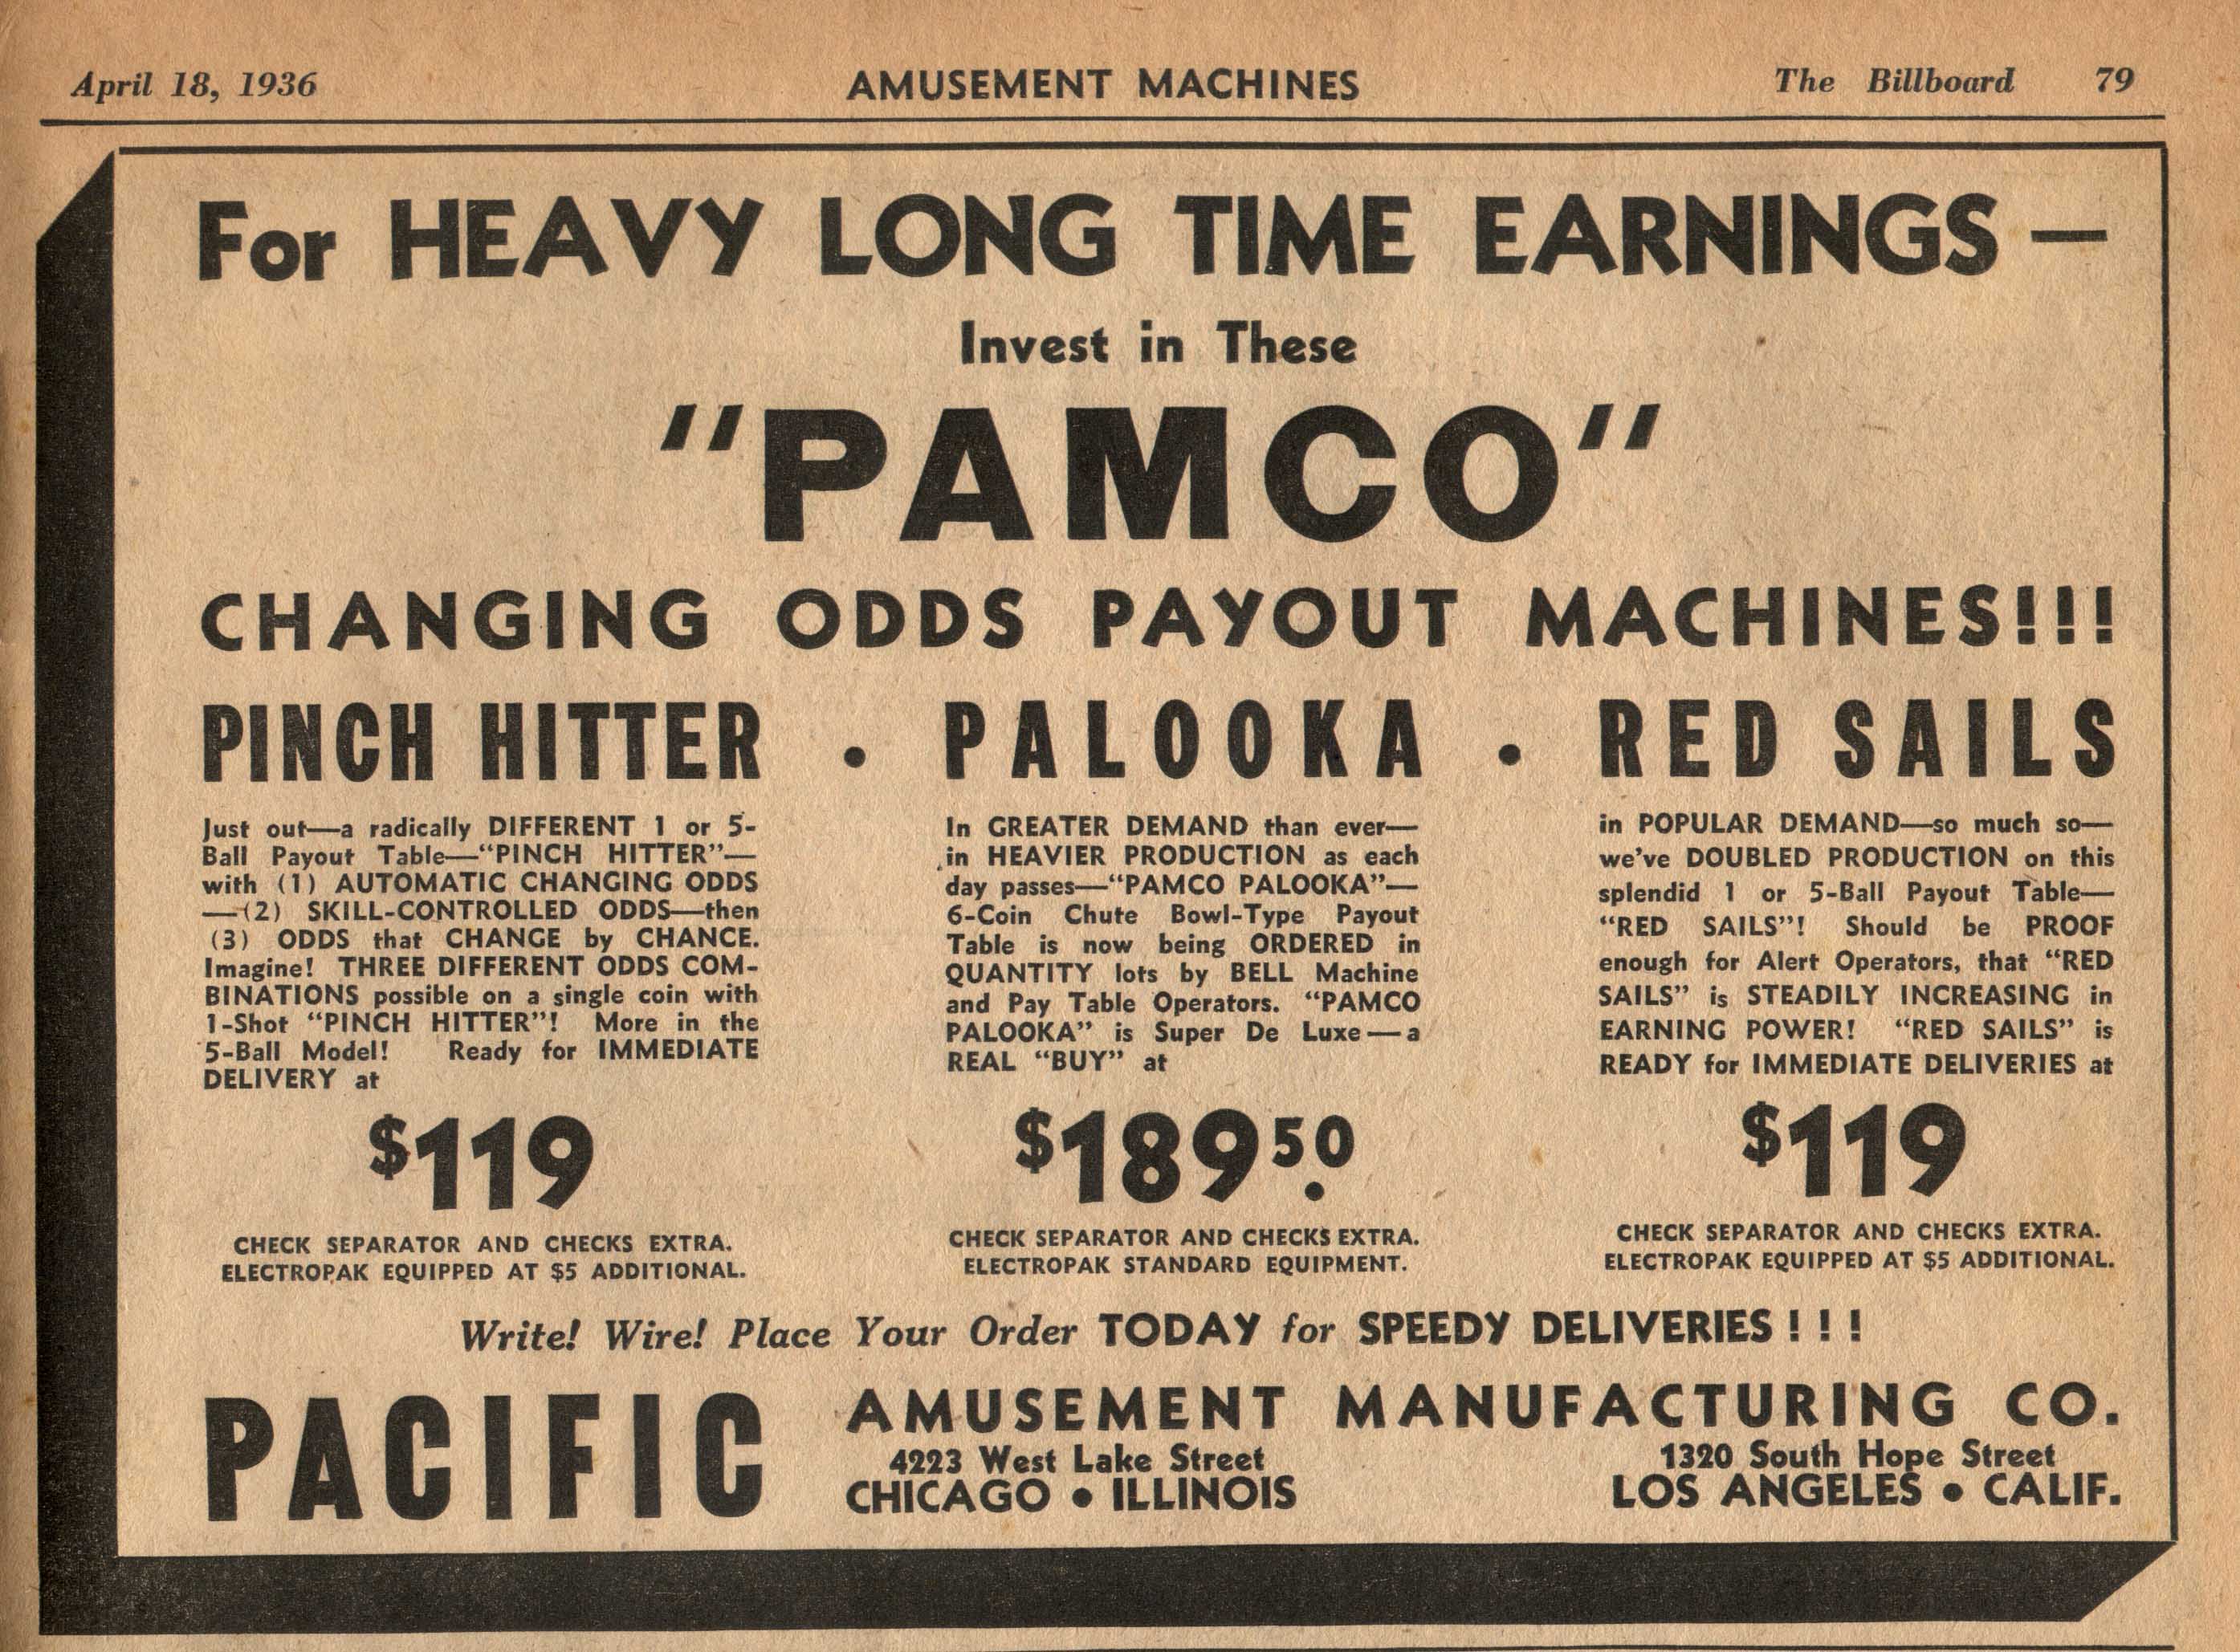 April 18, 1936 AMUSEMENT MACHINES The Billboard 79
For HEAVY LONG TIME EARNINGS—
Invest in These
"PAMCO"
CHANGING ODDS PAYOUT MACHINES!!!
PINCH HITTER • PALOOKA • RED SAILS
Just out—a radically DIFFERENT 1 or 5-
Ball Payout Table—"PINCH HITTER"—
with (1) AUTOMATIC CHANGING ODDS
—(2) SKILL-CONTROLLED ODDS—then
(3) ODDS that CHANGE by CHANCE.
Imagine! THREE DIFFERENT ODDS COM-
BINATIONS possible on a single coin with
1-Shot "PINCH HITTER"! More in the
5-Ball Model! Ready for IMMEDIATE
DELIVERY at
$119
CHECK SEPARATOR AND CHECKS EXTRA.
ELECTROPAK EQUIPPED AT $5 ADDITIONAL.
In GREATER DEMAND than ever—
in HEAVIER PRODUCTION as each
day passes—"PAMCO PALOOKA"—
6-Coin Chute Bowl-Type Payout
Table is now being ORDERED in
QUANTITY lots by BELL Machine
and Pay Table Operators. "PAMCO
PALOOKA" is Super De Luxe—a
REAL "BUY" at
$189.50
CHECK SEPARATOR AND CHECKS EXTRA.
ELECTROPAK STANDARD EQUIPMENT.
in POPULAR DEMAND—so much so—
we've DOUBLED PRODUCTION on this
splendid 1 or 5-Ball Payout Table—
"RED SAILS"! Should be PROOF
enough for Alert Operators, that "RED
SAILS" is STEADILY INCREASING in
EARNING POWER! "RED SAILS" is
READY for IMMEDIATE DELIVERIES at
$119
CHECK SEPARATOR AND CHECKS EXTRA.
ELECTROPAK EQUIPPED AT $5 ADDITIONAL.
Write! Wire! Place Your Order TODAY for SPEEDY DELIVERIES!!!
PACIFIC AMUSEMENT MANUFACTURING CO.
4223 West Lake Street
CHICAGO • ILLINOIS
1320 South Hope Street
LOS ANGELES • CALIF.